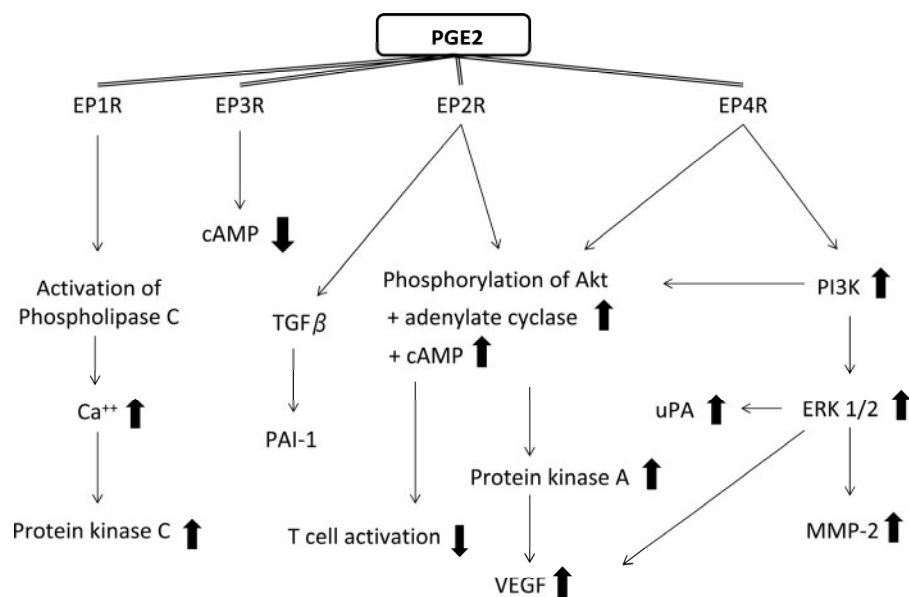 PGE2
EP1R
EP3R
EP2R
EP4R
cAMP
Activation of
Phospholipase C
Ca++
Protein kinase C
TGFβ
PAI-1
Phosphorylation of Akt
+ adenylate cyclase
+ cAMP
T cell activation
Protein kinase A
VEGF
PI3K
uPA
ERK 1/2
MMP-2